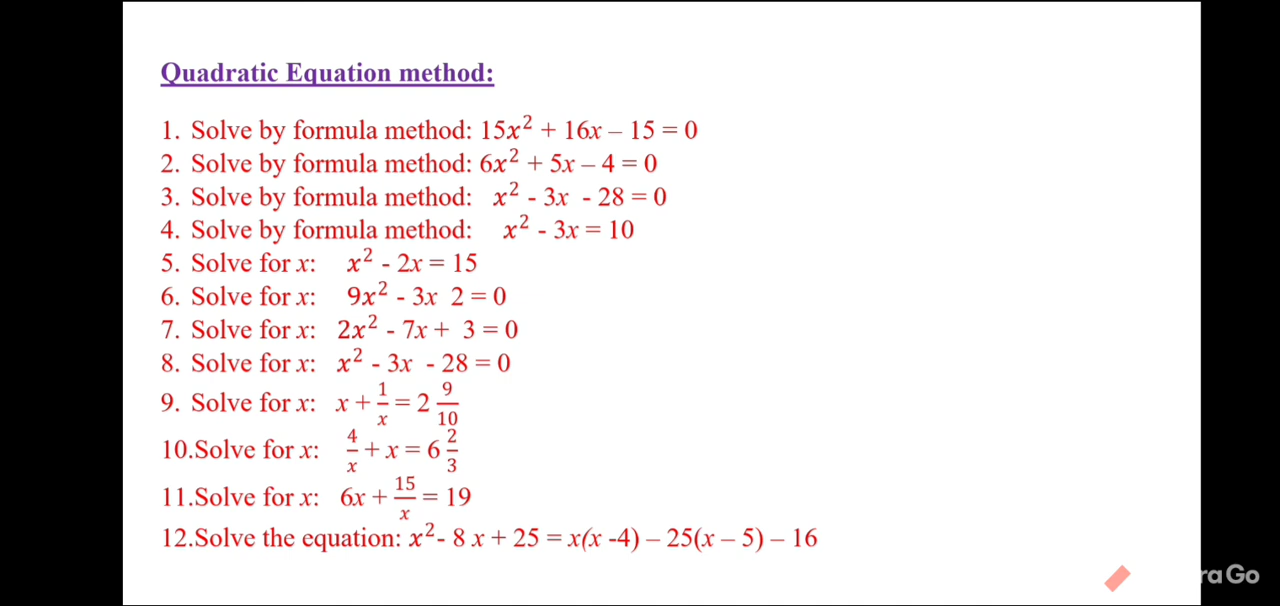 Quadratic Equation method:
1. Solve by formula method: 15x² + 16x – 15 = 0
2. Solve by formula method: 6x² + 5x – 4 = 0
3. Solve by formula method: x² - 3x - 28 = 0
4. Solve by formula method: x² - 3x = 10
5. Solve for x: x² - 2x = 15
6. Solve for x: 9x² - 3x 2 = 0
7. Solve for x: 2x² - 7x + 3 = 0
8. Solve for x: x² - 3x - 28 = 0
9. Solve for x: x + 1/x = 2 9/10
10.Solve for x: 4/x + x = 6 2/3
11.Solve for x: 6x + 15/x = 19
12.Solve the equation: x²- 8 x + 25 = x(x -4) – 25(x – 5) – 16
raGo